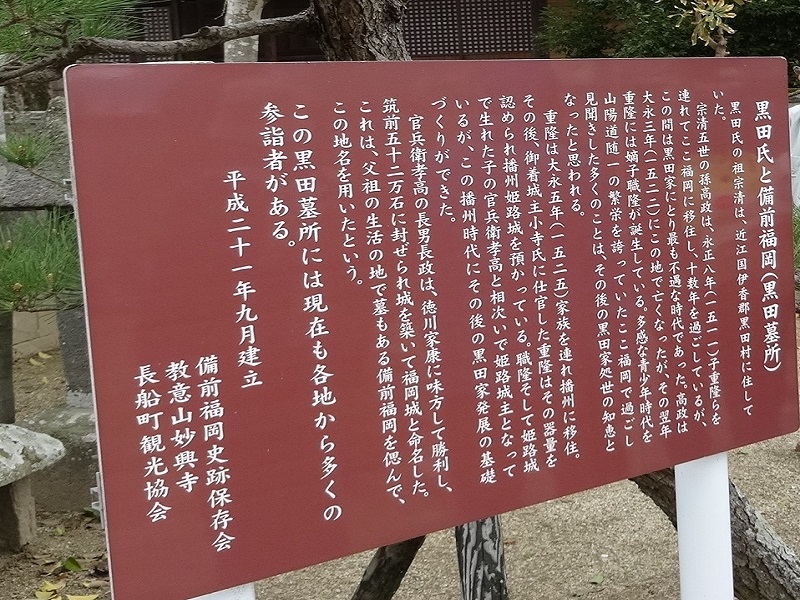 黒田氏と備前福岡(黒田墓所)
黒田氏の祖宗清は、近江国伊香郡黒田村に住して
いた。
宗清五世の孫高政は、永正八年(一五一一)子重隆らを
連れてここ福岡に移住し、十数年を過ごしているが、
この間は黒田家にとり最も不遇な時代であった。高政は
大永三年(一五二三)にこの地で亡くなったが、その翌年
重隆には嫡子職隆が誕生している。多感な青少年時代を
山陽道随一の繁栄を誇っていたここ福岡で過ごし
見聞きした多くのことは、その後の黒田家処世の知恵と
なったと思われる。
重隆は大永五年(一五二五)家族を連れ播州に移住。
その後、御着城主小寺氏に仕官した重隆はその器量を
認められ播州姫路城を預かっている。職隆そして姫路城
で生れた子の官兵衛孝高と相次いで姫路城主となって
いるが、この播州時代にその後の黒田家発展の基礎
づくりができた。
官兵衛孝高の長男長政は、徳川家康に味方して勝利し、
筑前五十二万石に封ぜられ城を築いて福岡城と命名した。
これは、父祖の生活の地で墓もある備前福岡を偲んで、
この地名を用いたという。
この黒田墓所には現在も各地から多くの
参詣者がある。
平成二十一年九月建立
備前福岡史跡保存会
教意山妙興寺
長船町観光協会